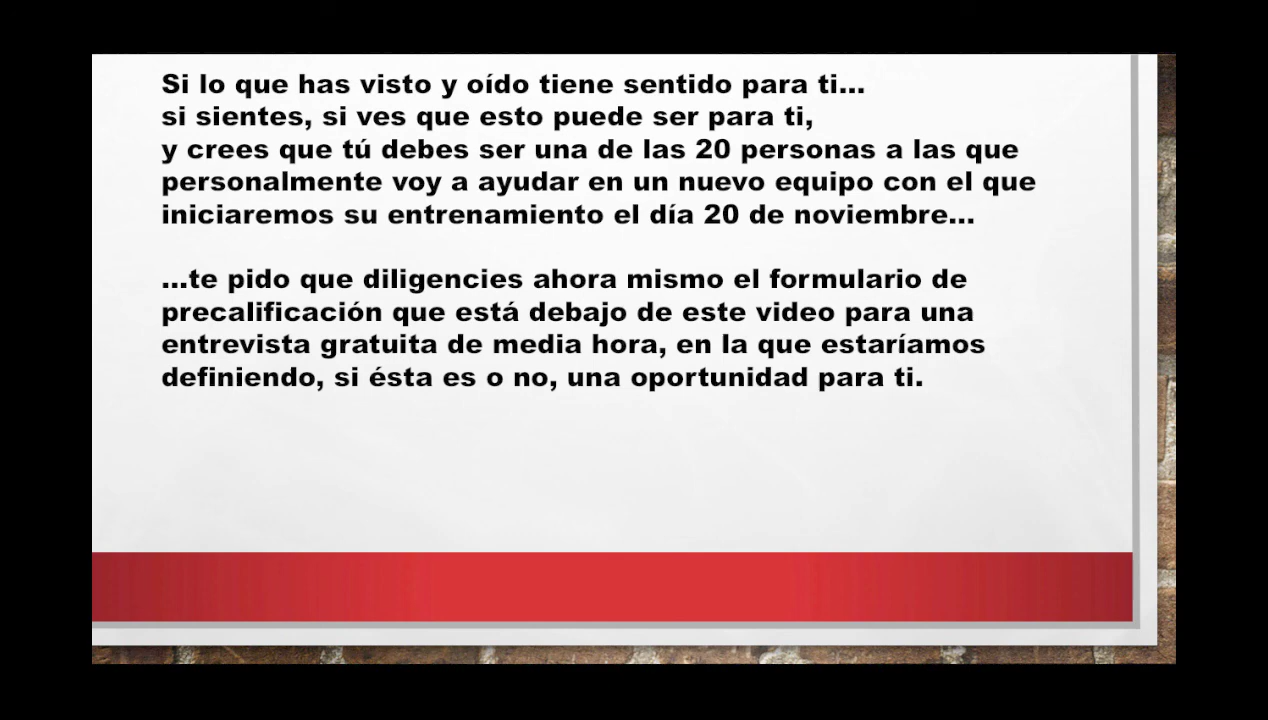 Si lo que has visto y oído tiene sentido para ti...
si sientes, si ves que esto puede ser para ti,
y crees que tú debes ser una de las 20 personas a las que
personalmente voy a ayudar en un nuevo equipo con el que
iniciaremos su entrenamiento el día 20 de noviembre...
...te pido que diligencies ahora mismo el formulario de
precalificación que está debajo de este video para una
entrevista gratuita de media hora, en la que estaríamos
definiendo, si ésta es o no, una oportunidad para ti.